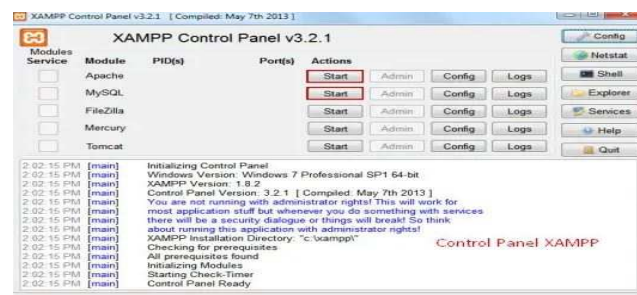 XAMPP Control Panel v3.2.1 [ Compiled: May 7th 2013 ]
XAMPP Control Panel v3.2.1
Config
Modules
Service Module PID(s) Port(s) Actions
Netstat
Apache Start Admin Config Logs
Shell
MySQL Start Admin Config Logs
Explorer
FileZilla Start Admin Config Logs
Services
Mercury Start Admin Config Logs
Help
Tomcat Start Admin Config Logs
Quit
2:02:15 PM [main] Initializing Control Panel
2:02:15 PM [main] Windows Version: Windows 7 Professional SP1 64-bit
2:02:15 PM [main] XAMPP Version: 1.8.2
2:02:15 PM [main] Control Panel Version: 3.2.1 [ Compiled: May 7th 2013 ]
2:02:15 PM [main] You are not running with administrator rights! This will work for
2:02:15 PM [main] most application stuff but whenever you do something with services
2:02:15 PM [main] there will be a security dialogue or things will break! So think
2:02:15 PM [main] about running this application with administrator rights!
2:02:15 PM [main] XAMPP Installation Directory: "c:\xampp\"
Control Panel XAMPP
2:02:15 PM [main] Checking for prerequisites
2:02:15 PM [main] All prerequisites found
2:02:15 PM [main] Initializing Modules
2:02:15 PM [main] Starting Check-Timer
2:02:15 PM [main] Control Panel Ready